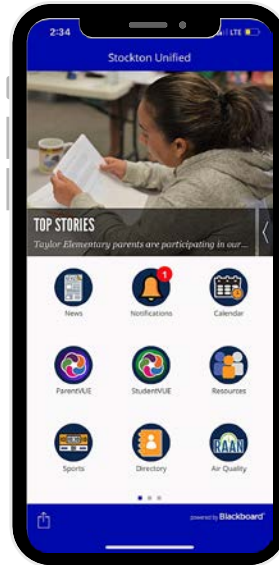 2:34
LTE
Stockton Unified
TOP STORIES
Taylor Elementary parents are participating in our...
News
Notifications
1
Calendar
ParentVUE
StudentVUE
Resources
Sports
Directory
RAAN
Air Quality
powered by Blackboard